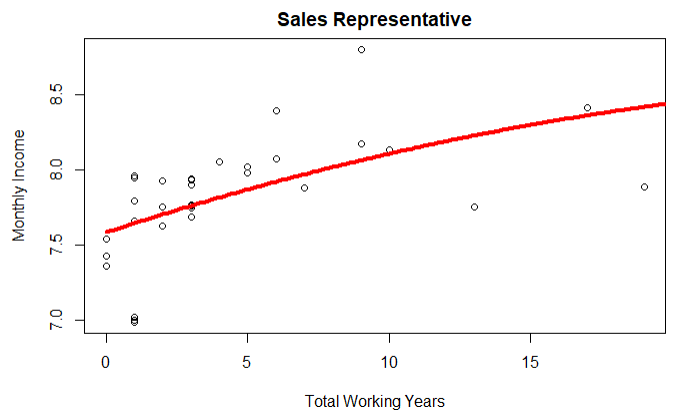 Sales Representative
Monthly Income
8.5
8.0
7.5
7.0
0 5 10 15
Total Working Years